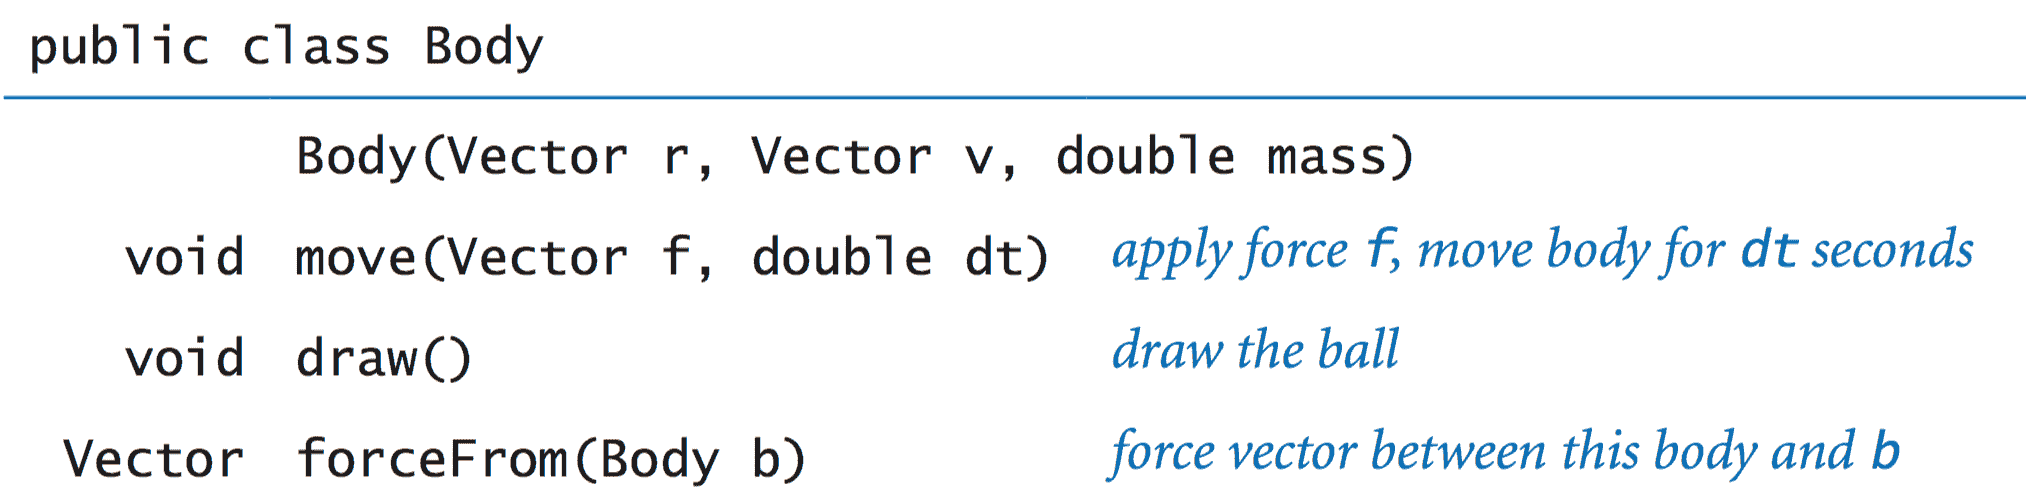 public class Body
Body(Vector r, Vector v, double mass)
void move(Vector f, double dt) apply force f, move body for dt seconds
void draw() draw the ball
Vector forceFrom(Body b) force vector between this body and b